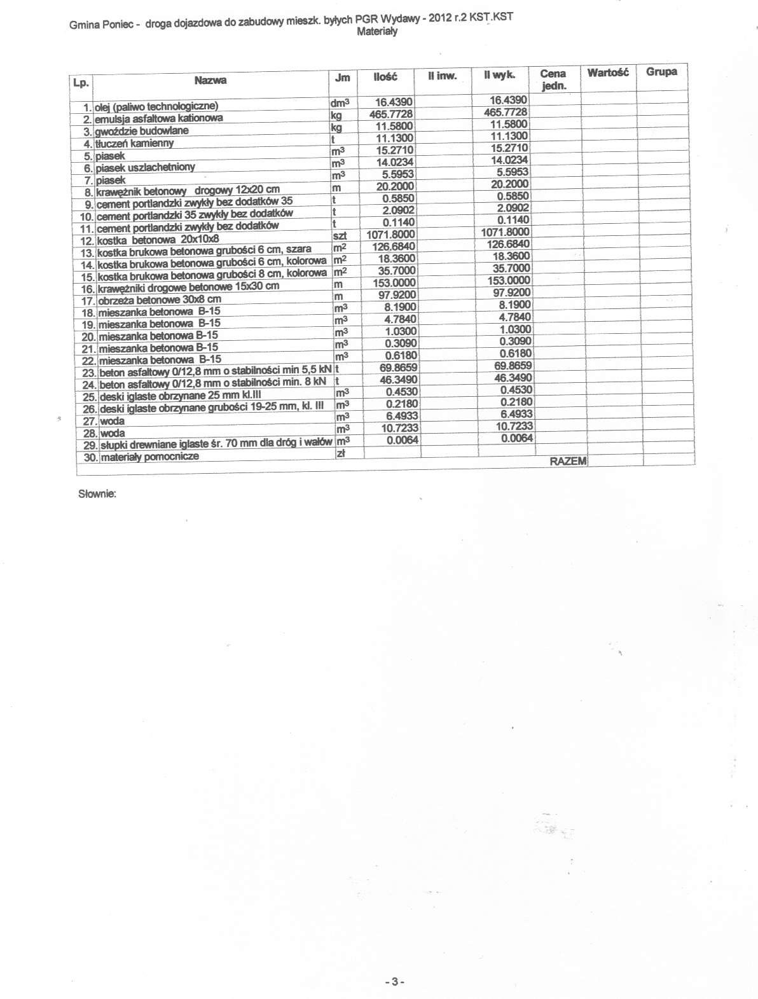 Gmina Poniec - droga dojazdowa do zabudowy mieszk. byłych PGR Wydawy - 2012 r.2 KST.KST
Materiały
Lp. Nazwa Jm Ilość Il inw. Il wyk. Cena jedn. Wartość Grupa
1. olej (paliwo technologiczne) dm3 16.4390 16.4390
2. emulsja asfaltowa kationowa kg 465.7728 465.7728
3. gwoździe budowlane kg 11.5800 11.5800
4. tłuczeń kamienny t 11.1300 11.1300
5. piasek m3 15.2710 15.2710
6. piasek uszlachetniony m3 14.0234 14.0234
7. piasek m3 5.5953 5.5953
8. krawężnik betonowy drogowy 12x20 cm m 20.2000 20.2000
9. cement portlandzki zwykły bez dodatków 35 t 0.5850 0.5850
10. cement portlandzki 35 zwykły bez dodatków t 2.0902 2.0902
11. cement portlandzki zwykły bez dodatków t 0.1140 0.1140
12. kostka betonowa 20x10x8 szt 1071.8000 1071.8000
13. kostka brukowa betonowa grubości 6 cm, szara m2 126.6840 126.6840
14. kostka brukowa betonowa grubości 6 cm, kolorowa m2 18.3600 18.3600
15. kostka brukowa betonowa grubości 8 cm, kolorowa m2 35.7000 35.7000
16. krawężniki drogowe betonowe 15x30 cm m 153.0000 153.0000
17. obrzeża betonowe 30x8 cm m 97.9200 97.9200
18. mieszanka betonowa B-15 m3 8.1900 8.1900
19. mieszanka betonowa B-15 m3 4.7840 4.7840
20. mieszanka betonowa B-15 m3 1.0300 1.0300
21. mieszanka betonowa B-15 m3 0.3090 0.3090
22. mieszanka betonowa B-15 m3 0.6180 0.6180
23. beton asfaltowy 0/12,8 mm o stabilności min 5,5 kN t 69.8659 69.8659
24. beton asfaltowy 0/12,8 mm o stabilności min. 8 kN t 46.3490 46.3490
25. deski iglaste obrzynane 25 mm kl.III m3 0.4530 0.4530
26. deski iglaste obrzynane grubości 19-25 mm, kl. III m3 0.2180 0.2180
27. woda m3 6.4933 6.4933
28. woda m3 10.7233 10.7233
29. słupki drewniane iglaste śr. 70 mm dla dróg i wałów m3 0.0064 0.0064
30. materiały pomocnicze zł
RAZEM
Słownie:
- 3 -